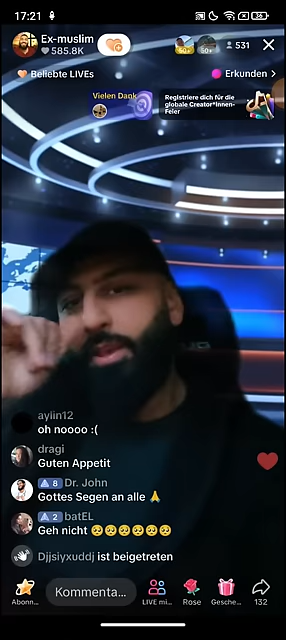 17:21
36
Ex-muslim
585.8K
60+
50+
531
Beliebte LIVEs
Erkunden >
Vielen Dank
Registriere dich für die
globale Creator*innen-
Feier
aylin12
oh noooo :(
dragi
Guten Appetit
8 Dr. John
Gottes Segen an alle 🙏
2 batEL
Geh nicht 🥺🥺🥺🥺🥺🥺
Djjsiyxuddj ist beigetreten
Abonn...
Kommenta...
LIVE mi...
Rose
Gesche...
132